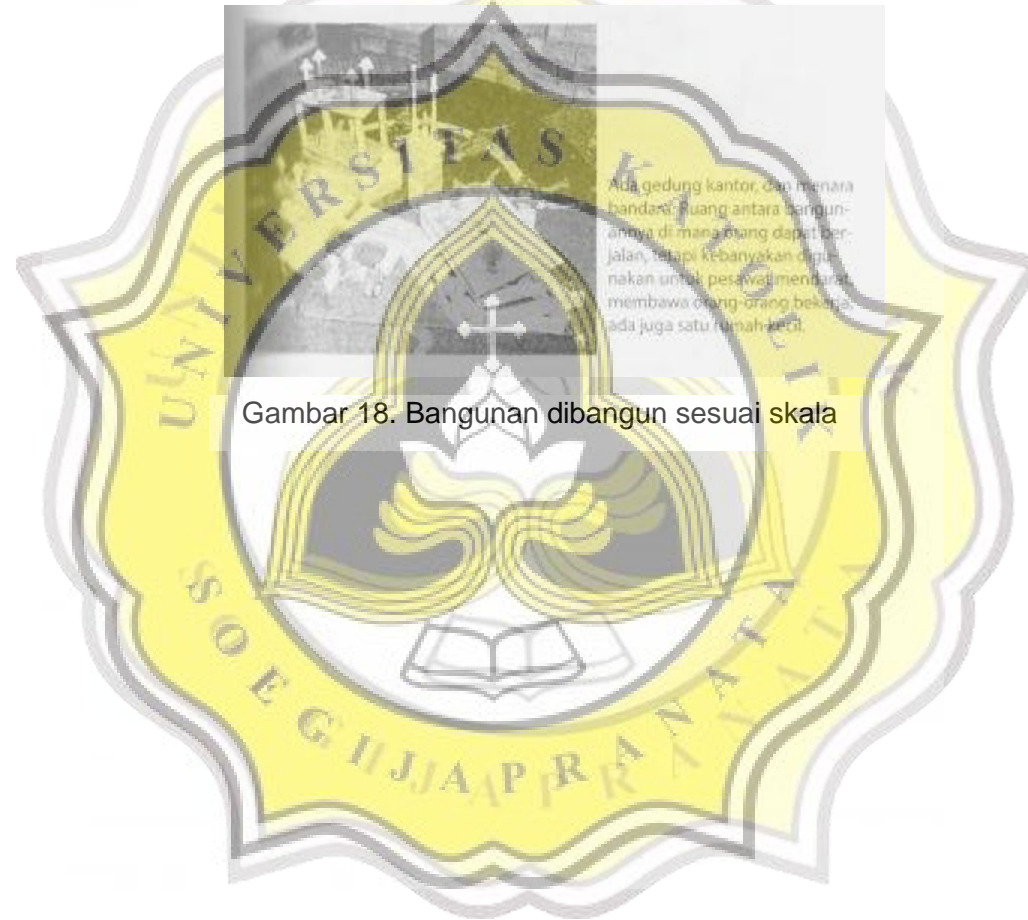 Ada gedung kantor, dan menara
bandara. Ruang antara bangun-
annya di mana orang dapat ber-
jalan, tetapi kebanyakan digu-
nakan untuk pesawat mendarat
membawa orang-orang bekerja,
ada juga satu rumah kecil.
Gambar 18. Bangunan dibangun sesuai skala
UNIVERSITAS KATOLIK
SOEGIJAPRANATA